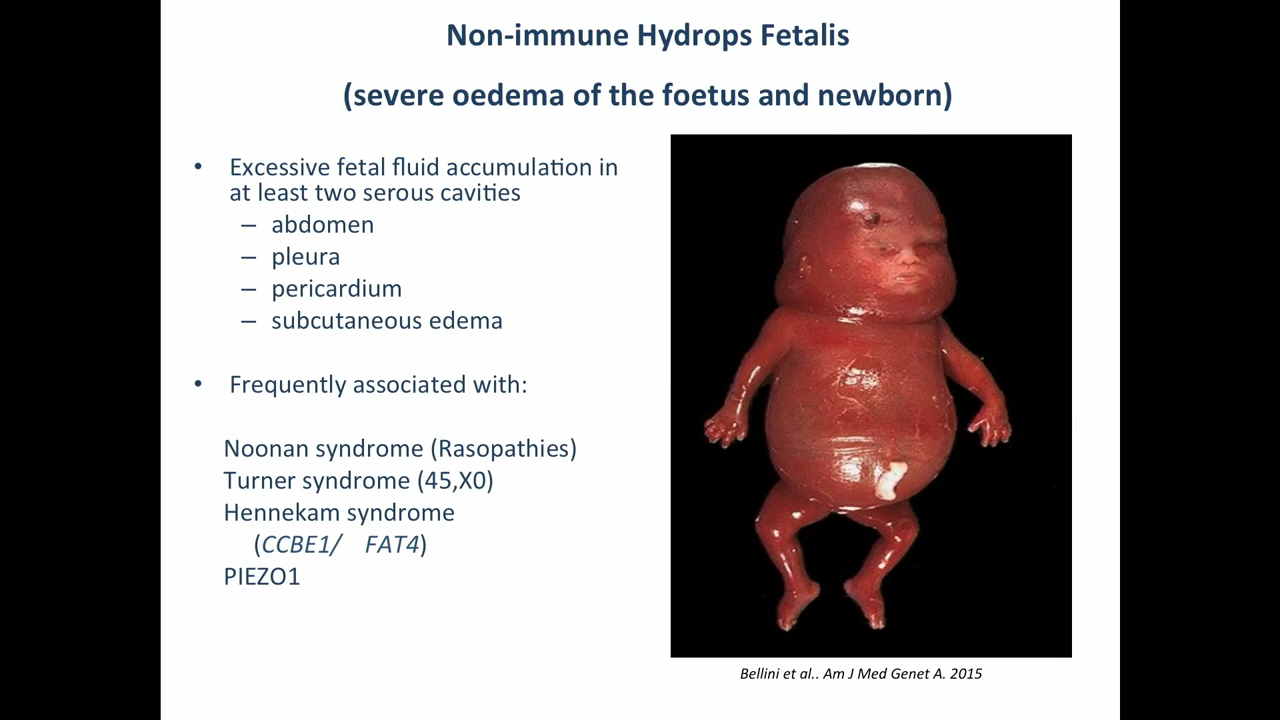 Non-immune Hydrops Fetalis
(severe oedema of the foetus and newborn)
• Excessive fetal fluid accumulation in
at least two serous cavities
– abdomen
– pleura
– pericardium
– subcutaneous edema
• Frequently associated with:
Noonan syndrome (Rasopathies)
Turner syndrome (45,X0)
Hennekam syndrome
(CCBE1/ FAT4)
PIEZO1
Bellini et al.. Am J Med Genet A. 2015